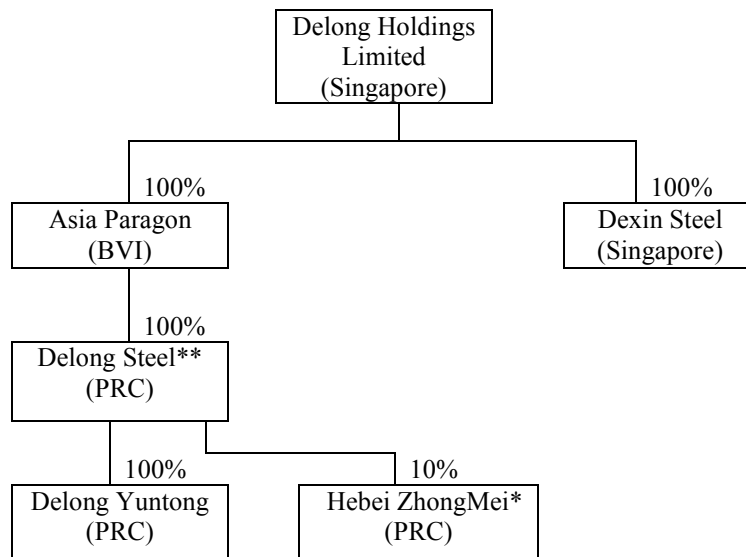 Delong Holdings
Limited
(Singapore)
100%
100%
Asia Paragon
(BVI)
Dexin Steel
(Singapore)
100%
Delong Steel**
(PRC)
100%
10%
Delong Yuntong
(PRC)
Hebei ZhongMei*
(PRC)